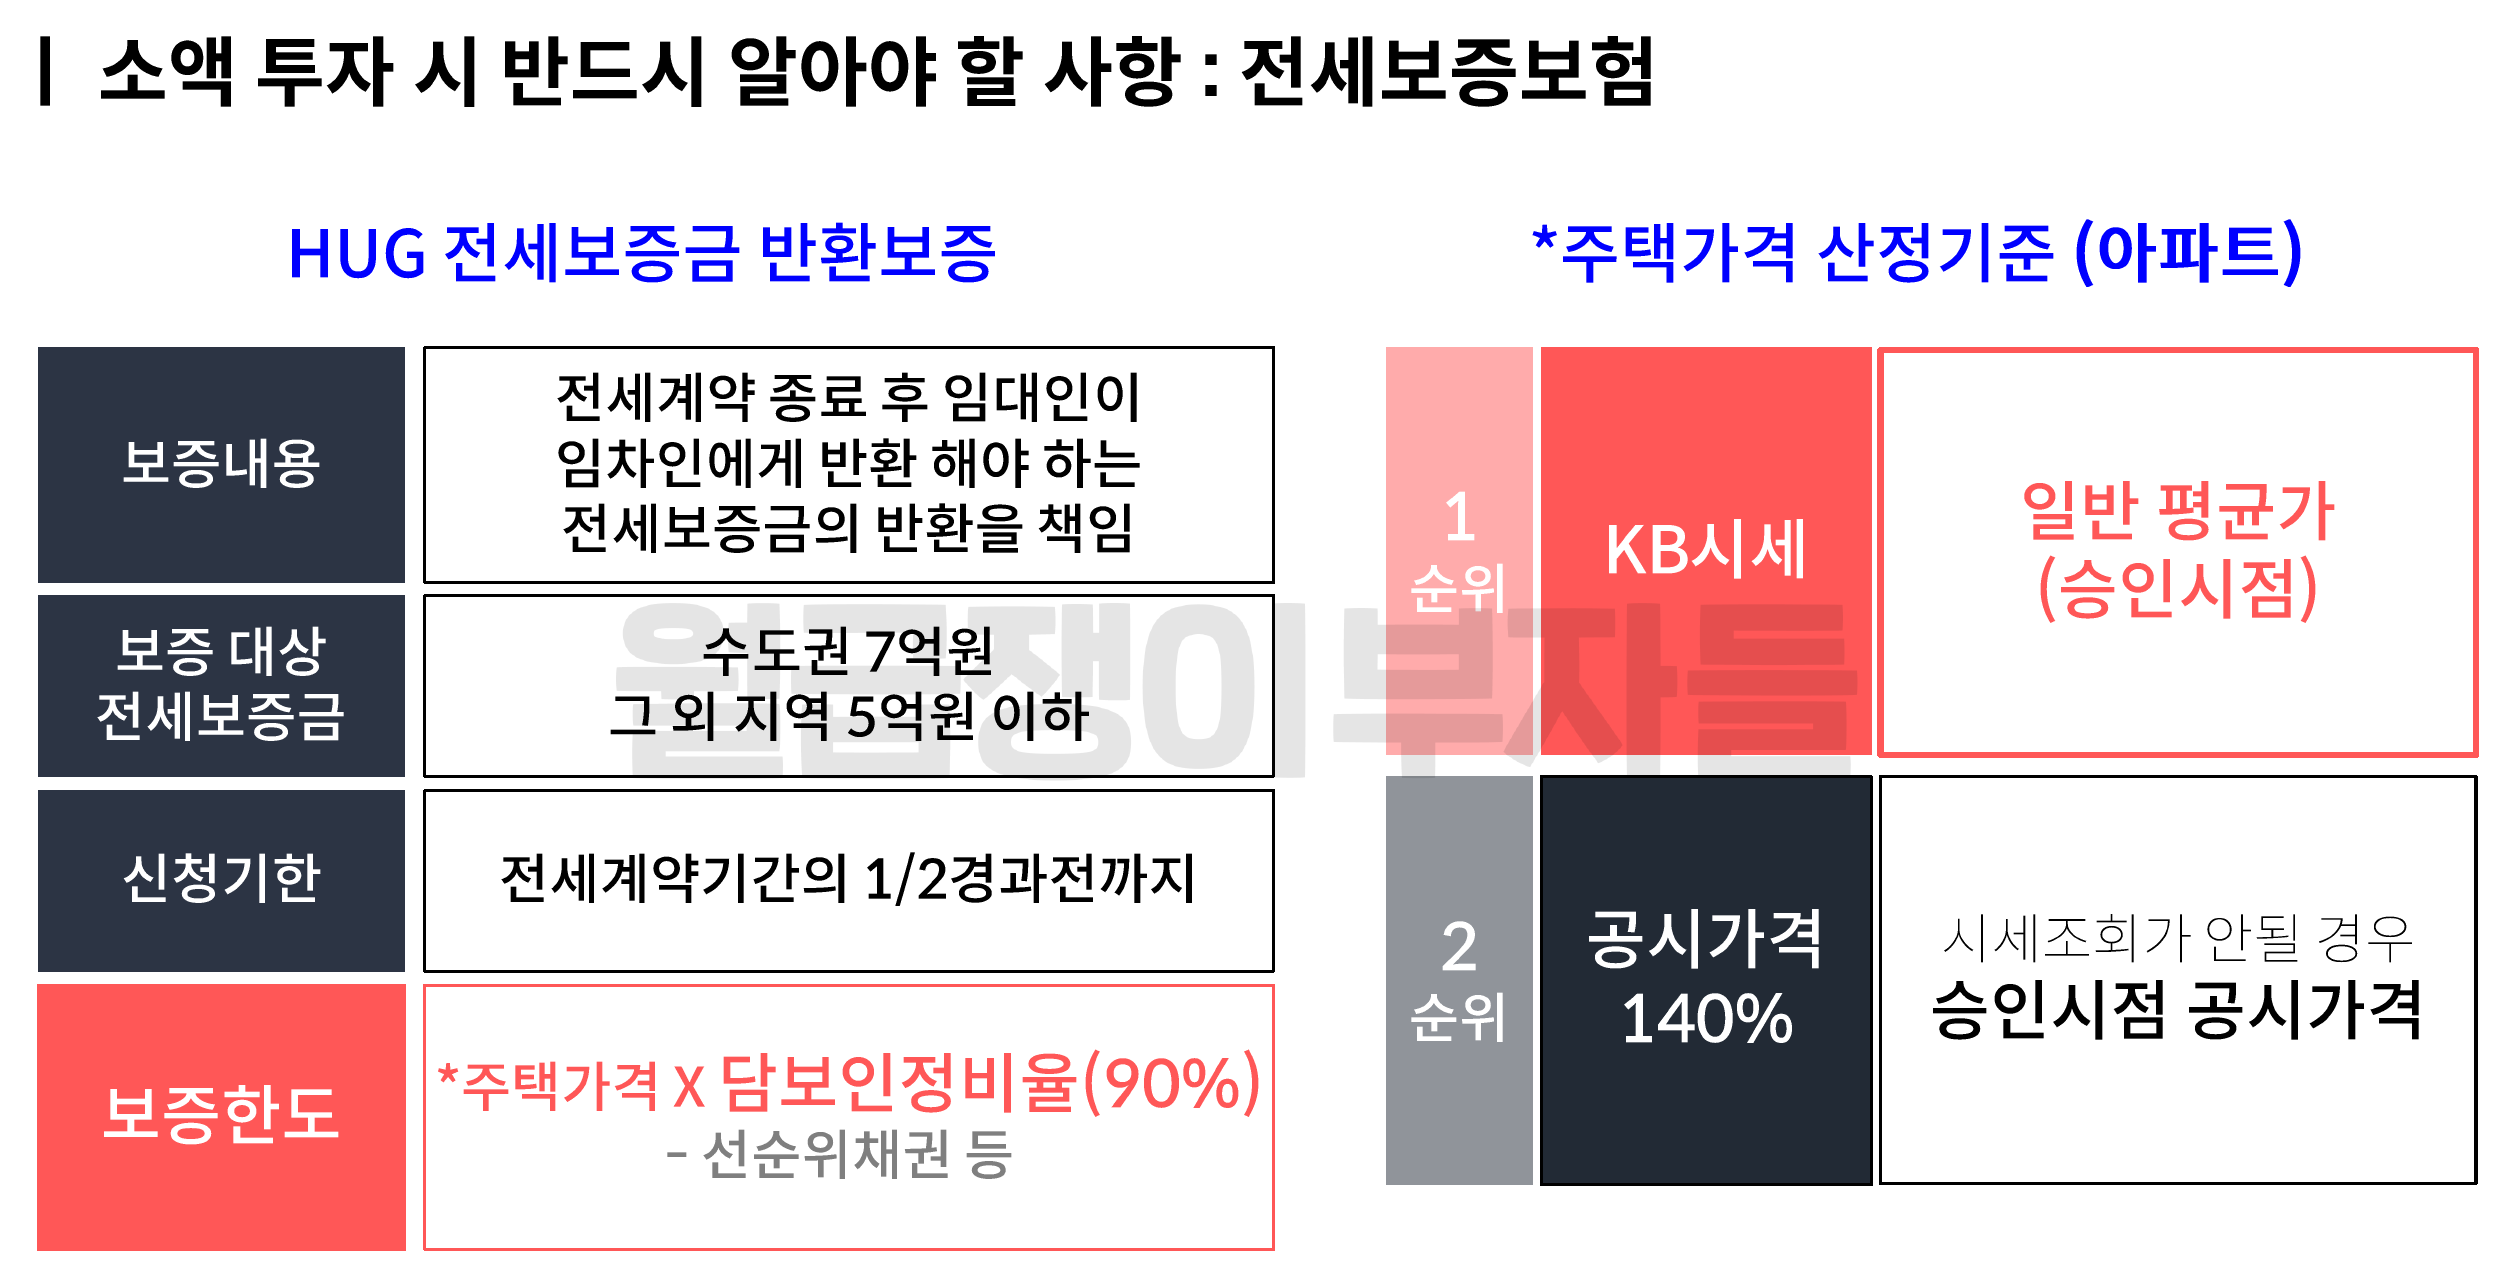 | 소액 투자 시 반드시 알아야 할 사항 : 전세보증보험
HUG 전세보증금 반환보증
보증내용
전세계약 종료 후 임대인이
임차인에게 반환 해야 하는
전세보증금의 반환을 책임
보증 대상
전세보증금
수도권 7억원
그 외 지역 5억원 이하
신청기한
전세계약기간의 1/2경과전까지
보증한도
*주택가격 X 담보인정비율(90%)
- 선순위채권 등
*주택가격 산정기준 (아파트)
1
순위
KB시세
일반 평균가
(승인시점)
2
순위
공시가격
140%
시세조회가 안될 경우
승인시점 공시가격
월급쟁이부자들